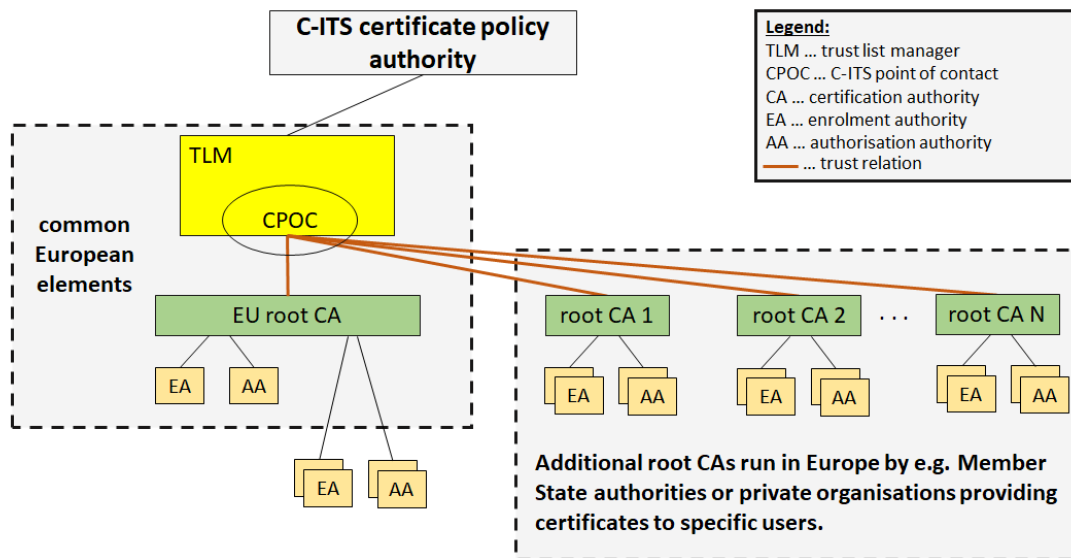 C-ITS certificate policy
authority
Legend:
TLM ... trust list manager
CPOC ... C-ITS point of contact
CA ... certification authority
EA ... enrolment authority
AA ... authorisation authority
... trust relation
TLM
CPOC
common
European
elements
EU root CA
root CA 1
root CA 2
. . .
root CA N
EA
AA
EA
AA
EA
AA
EA
AA
EA
AA
Additional root CAs run in Europe by e.g. Member
State authorities or private organisations providing
certificates to specific users.